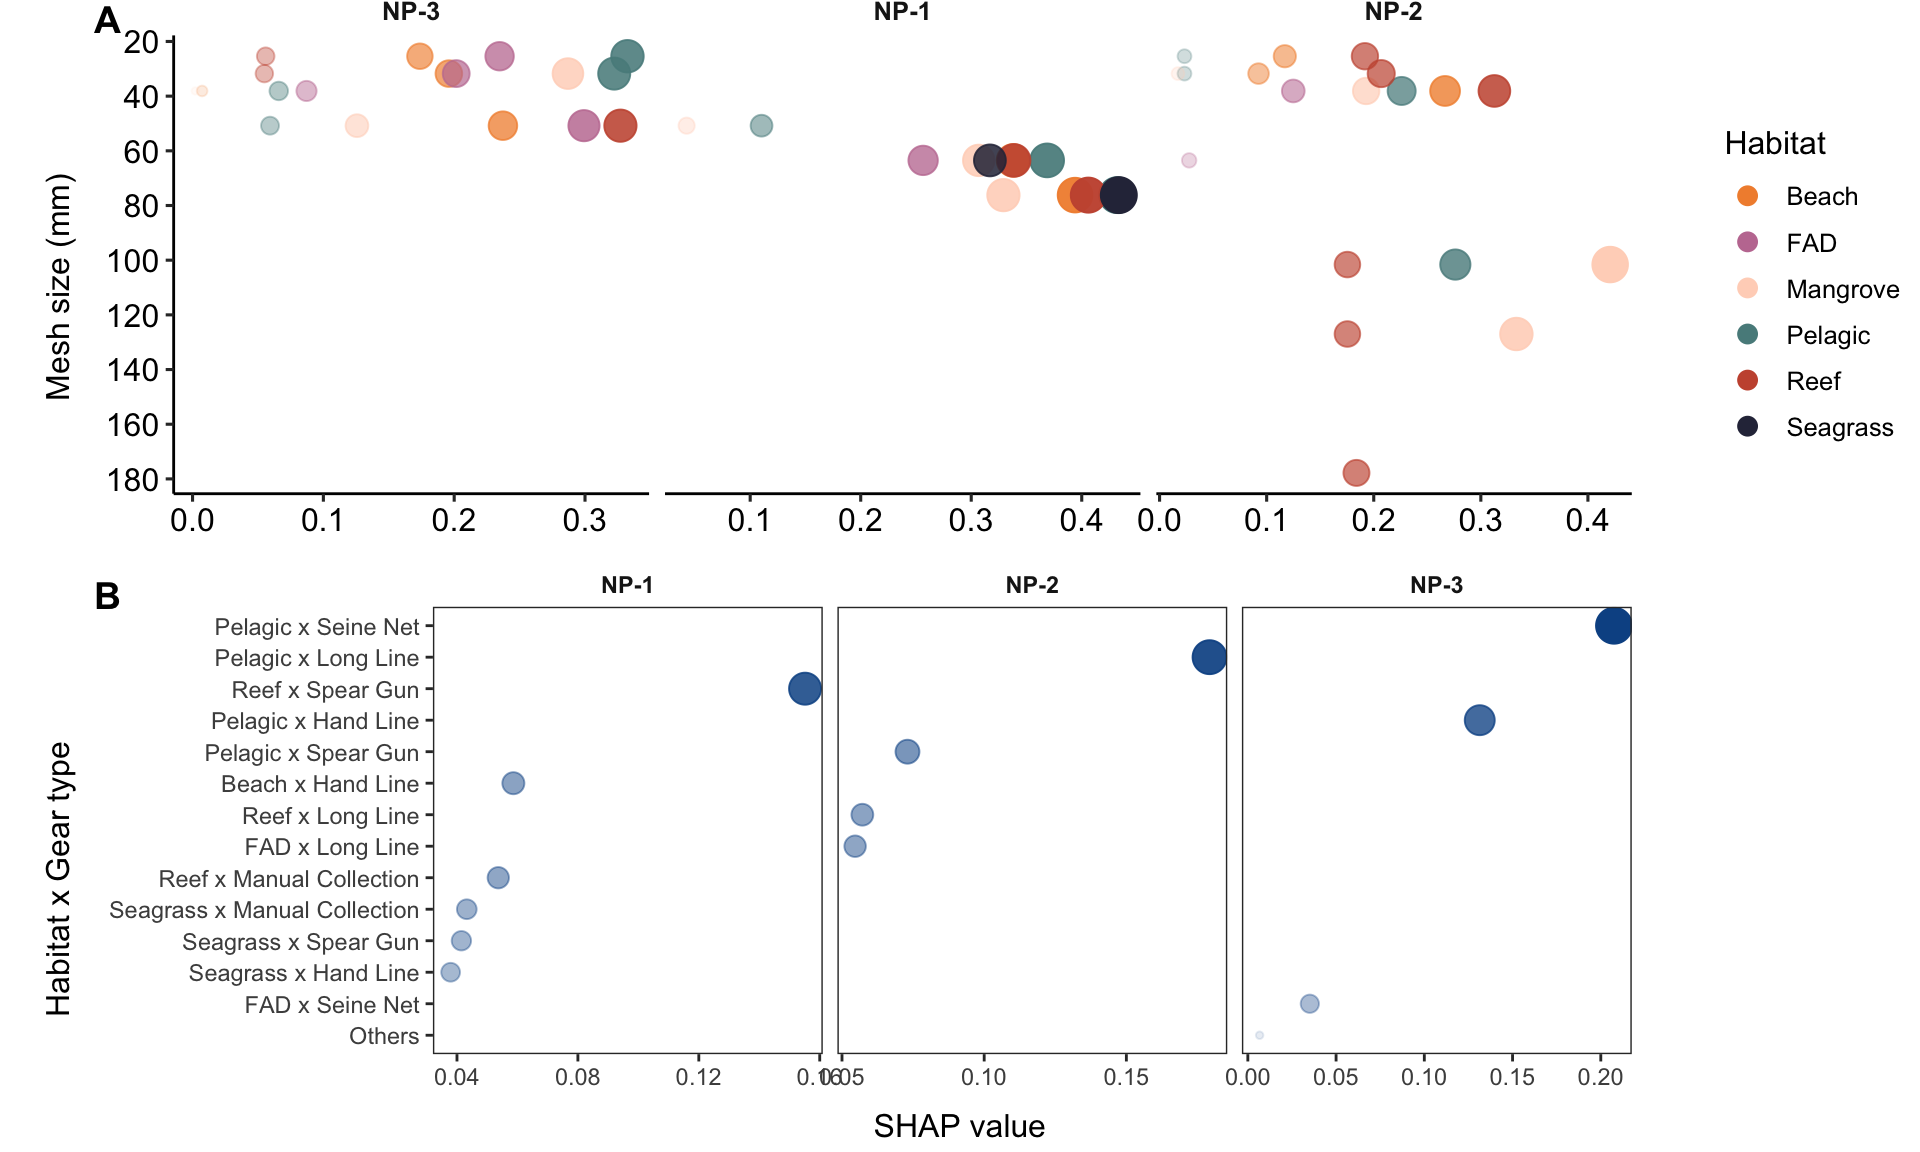 A
NP-3 NP-1 NP-2
20
40
60
80
100
120
140
160
180
Mesh size (mm)
0.0 0.1 0.2 0.3 0.1 0.2 0.3 0.4 0.0 0.1 0.2 0.3 0.4
Habitat
Beach
FAD
Mangrove
Pelagic
Reef
Seagrass
B
NP-1 NP-2 NP-3
Pelagic x Seine Net
Pelagic x Long Line
Reef x Spear Gun
Pelagic x Hand Line
Pelagic x Spear Gun
Beach x Hand Line
Reef x Long Line
FAD x Long Line
Reef x Manual Collection
Seagrass x Manual Collection
Seagrass x Spear Gun
Seagrass x Hand Line
FAD x Seine Net
Others
Habitat x Gear type
0.04 0.08 0.12 0.16 0.05 0.10 0.15 0.00 0.05 0.10 0.15 0.20
SHAP value